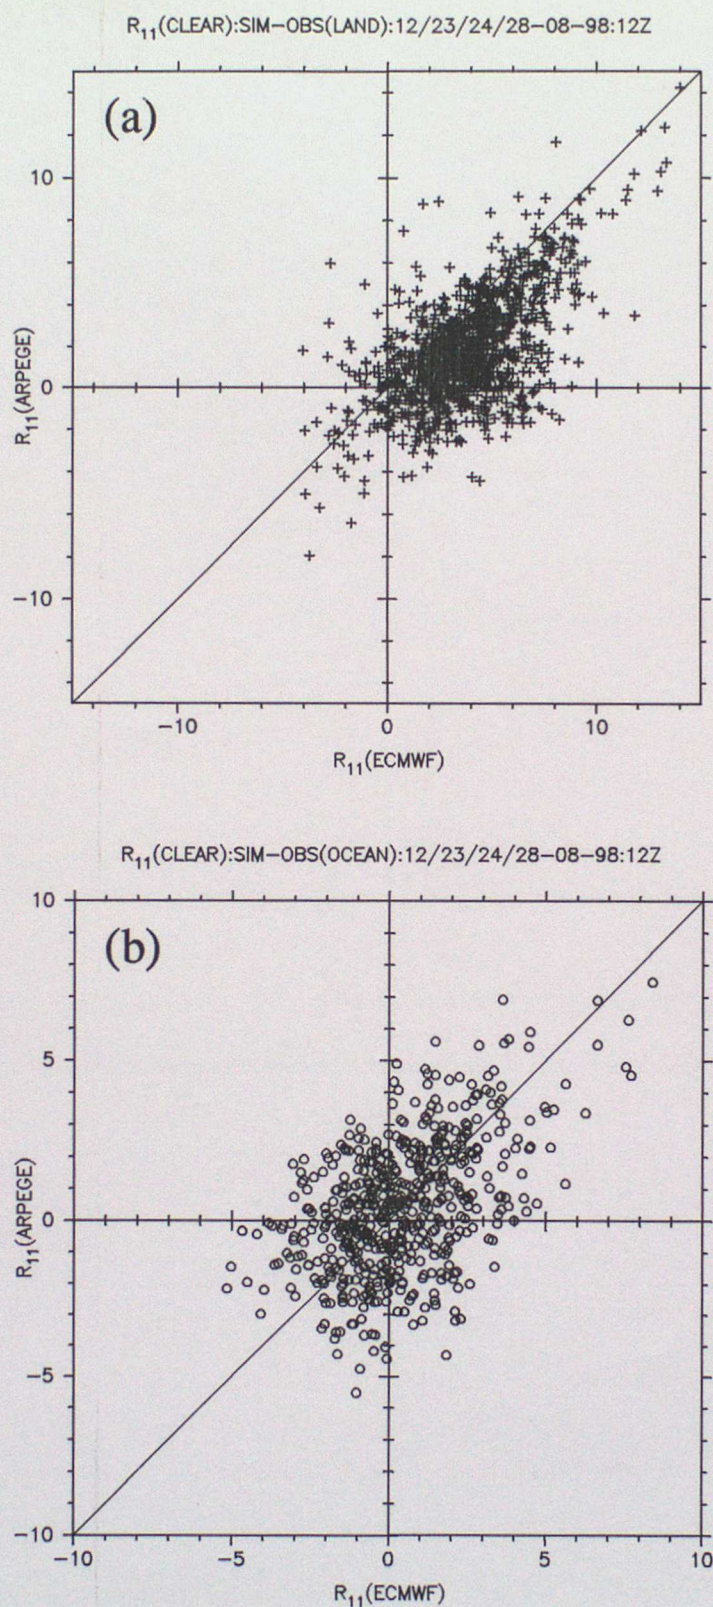 R11(CLEAR):SIM-OBS(LAND):12/23/24/28-08-98:12Z
(a)
10
0
-10
R11(ARPEGE)
-10
0
10
R11(ECMWF)
R11(CLEAR):SIM-OBS(OCEAN):12/23/24/28-08-98:12Z
(b)
10
5
0
-5
-10
R11(ARPEGE)
-10
-5
0
5
10
R11(ECMWF)